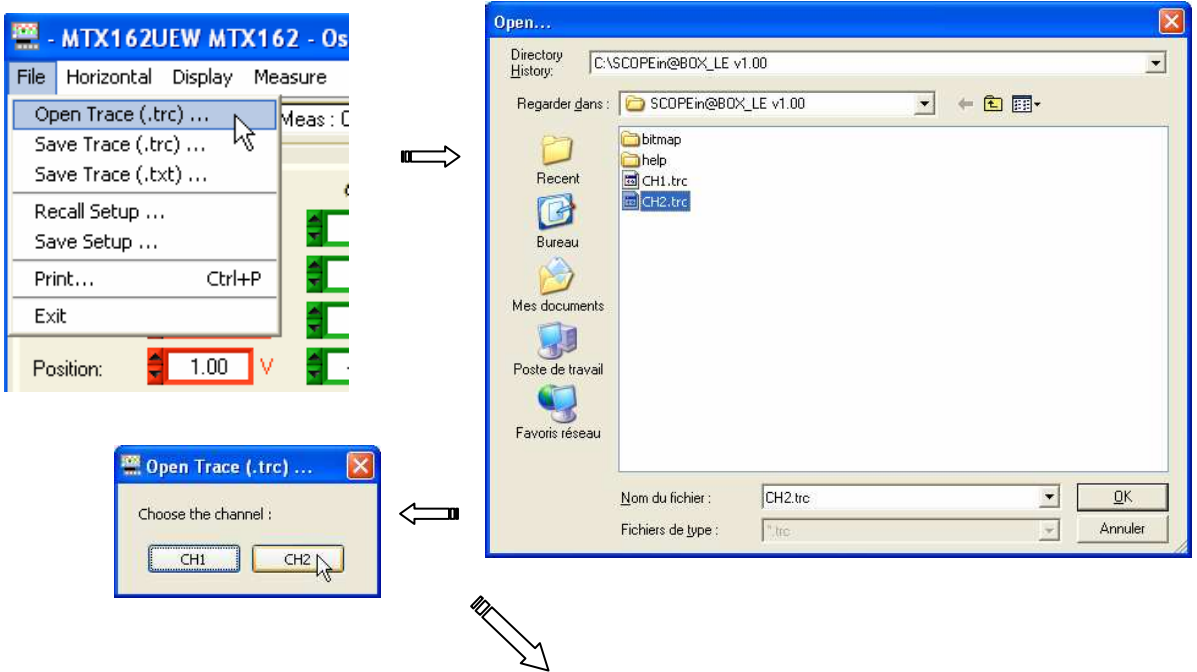 - MTX162UEW MTX162 - Os
File Horizontal Display Measure
Open Trace (.trc) ...
Save Trace (.trc) ...
Save Trace (.txt) ...
Recall Setup ...
Save Setup ...
Print... Ctrl+P
Exit
Meas :
Position: 1.00 V
Open...
Directory
History: C:\SCOPEin@BOX_LE v1.00
Regarder dans : SCOPEin@BOX_LE v1.00
bitmap
help
CH1.trc
CH2.trc
Recent
Bureau
Mes documents
Poste de travail
Favoris réseau
Nom du fichier : CH2.trc OK
Fichiers de type : *.trc Annuler
Open Trace (.trc) ...
Choose the channel :
CH1 CH2